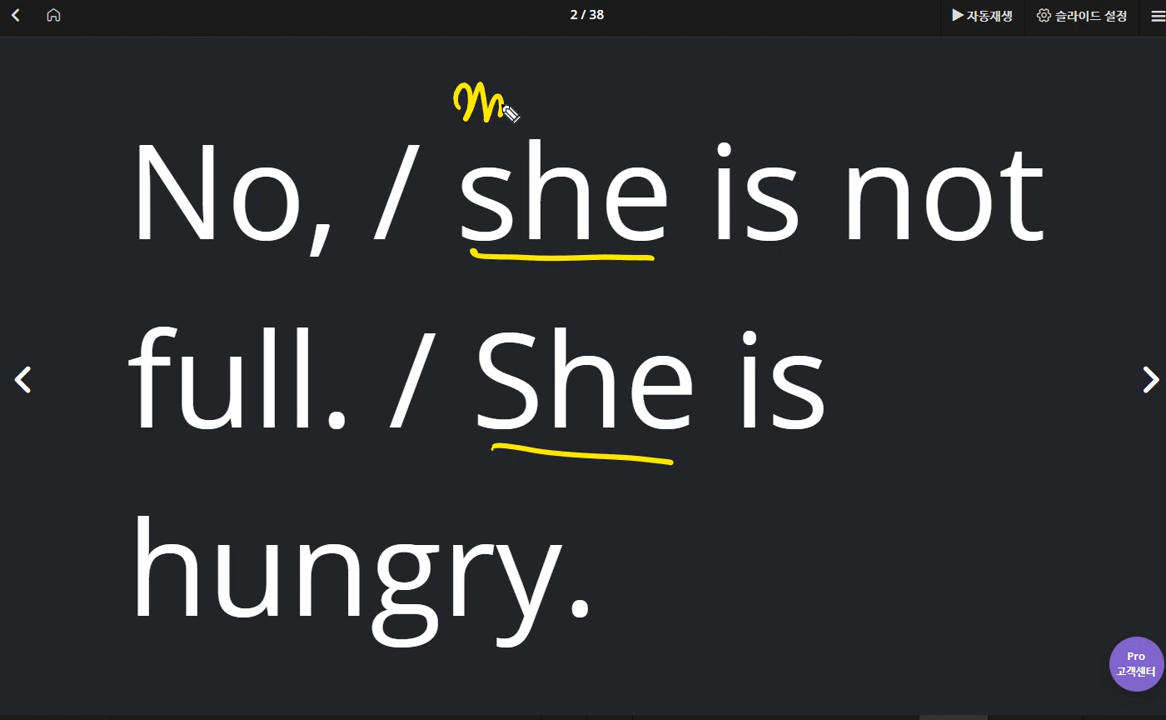 2 / 38
자동재생
슬라이드 설정
m
No, / she is not
full. / She is
hungry.
Pro
고객센터